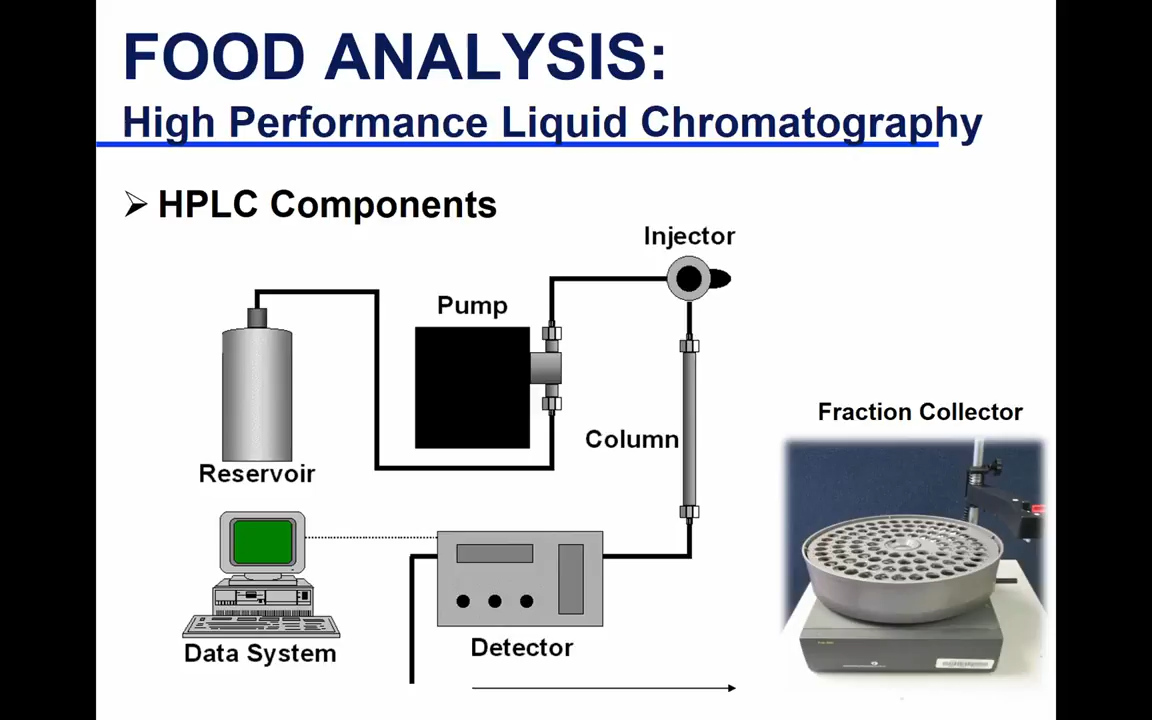 FOOD ANALYSIS:
High Performance Liquid Chromatography
➢ HPLC Components
Injector
Pump
Fraction Collector
Column
Reservoir
Detector
Data System